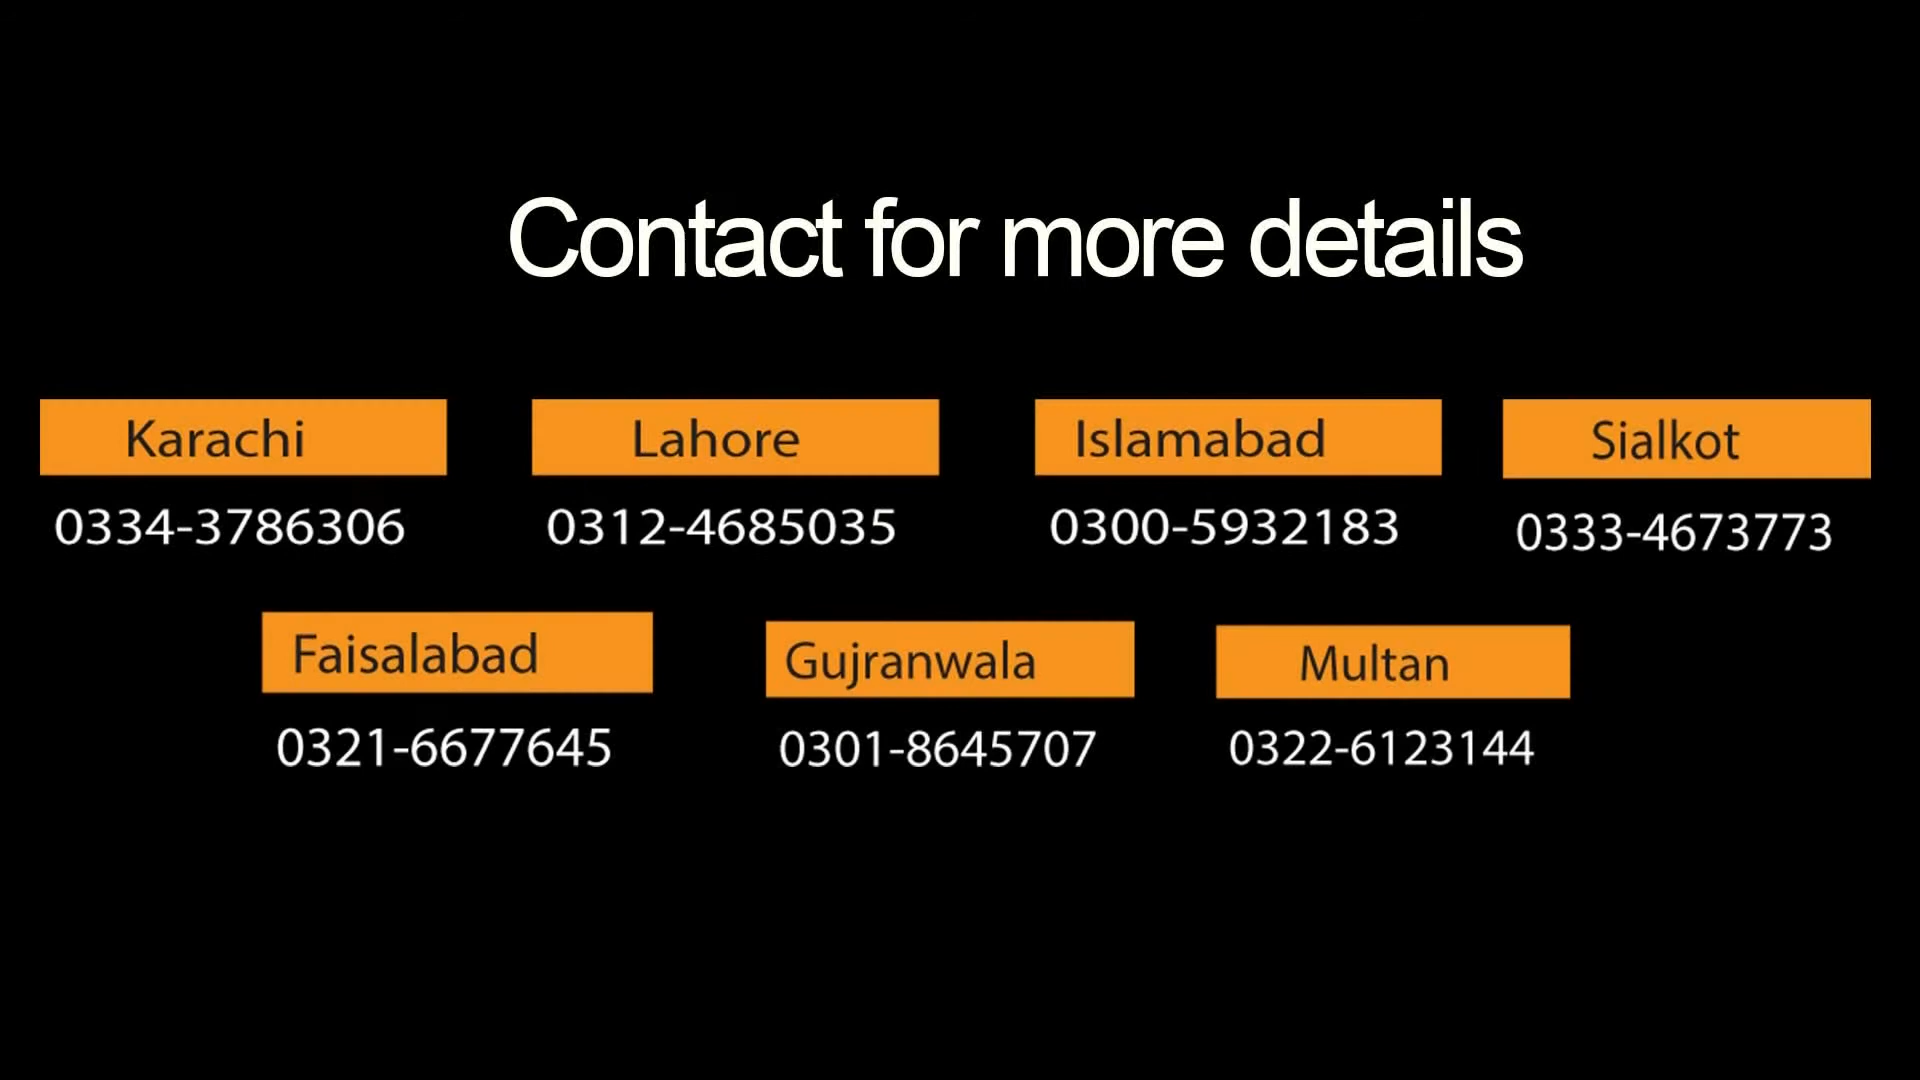 Contact for more details
Karachi Lahore Islamabad Sialkot
0334-3786306 0312-4685035 0300-5932183 0333-4673773
Faisalabad Gujranwala Multan
0321-6677645 0301-8645707 0322-6123144